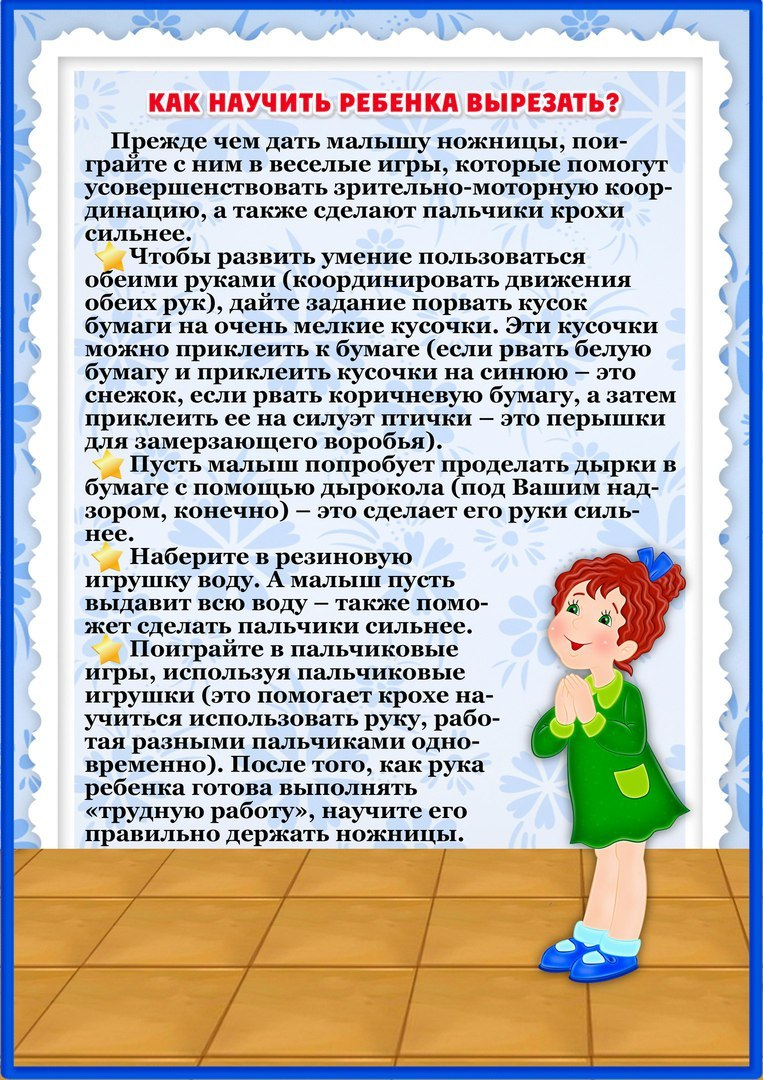 КАК НАУЧИТЬ РЕБЕНКА ВЫРЕЗАТЬ?
Прежде чем дать малышу ножницы, пои-
грайте с ним в веселые игры, которые помогут
усовершенствовать зрительно-моторную коор-
динацию, а также сделают пальчики крохи
сильнее.
Чтобы развить умение пользоваться
обеими руками (координировать движения
обеих рук), дайте задание порвать кусок
бумаги на очень мелкие кусочки. Эти кусочки
можно приклеить к бумаге (если рвать белую
бумагу и приклеить кусочки на синюю – это
снежок, если рвать коричневую бумагу, а затем
приклеить ее на силуэт птички – это перышки
для замерзающего воробья).
Пусть малыш попробует проделать дырки в
бумаге с помощью дырокола (под Вашим над-
зором, конечно) – это сделает его руки силь-
нее.
Наберите в резиновую
игрушку воду. А малыш пусть
выдавит всю воду – также помо-
жет сделать пальчики сильнее.
Поиграйте в пальчиковые
игры, используя пальчиковые
игрушки (это помогает крохе на-
учиться использовать руку, рабо-
тая разными пальчиками одно-
временно). После того, как рука
ребенка готова выполнять
«трудную работу», научите его
правильно держать ножницы.